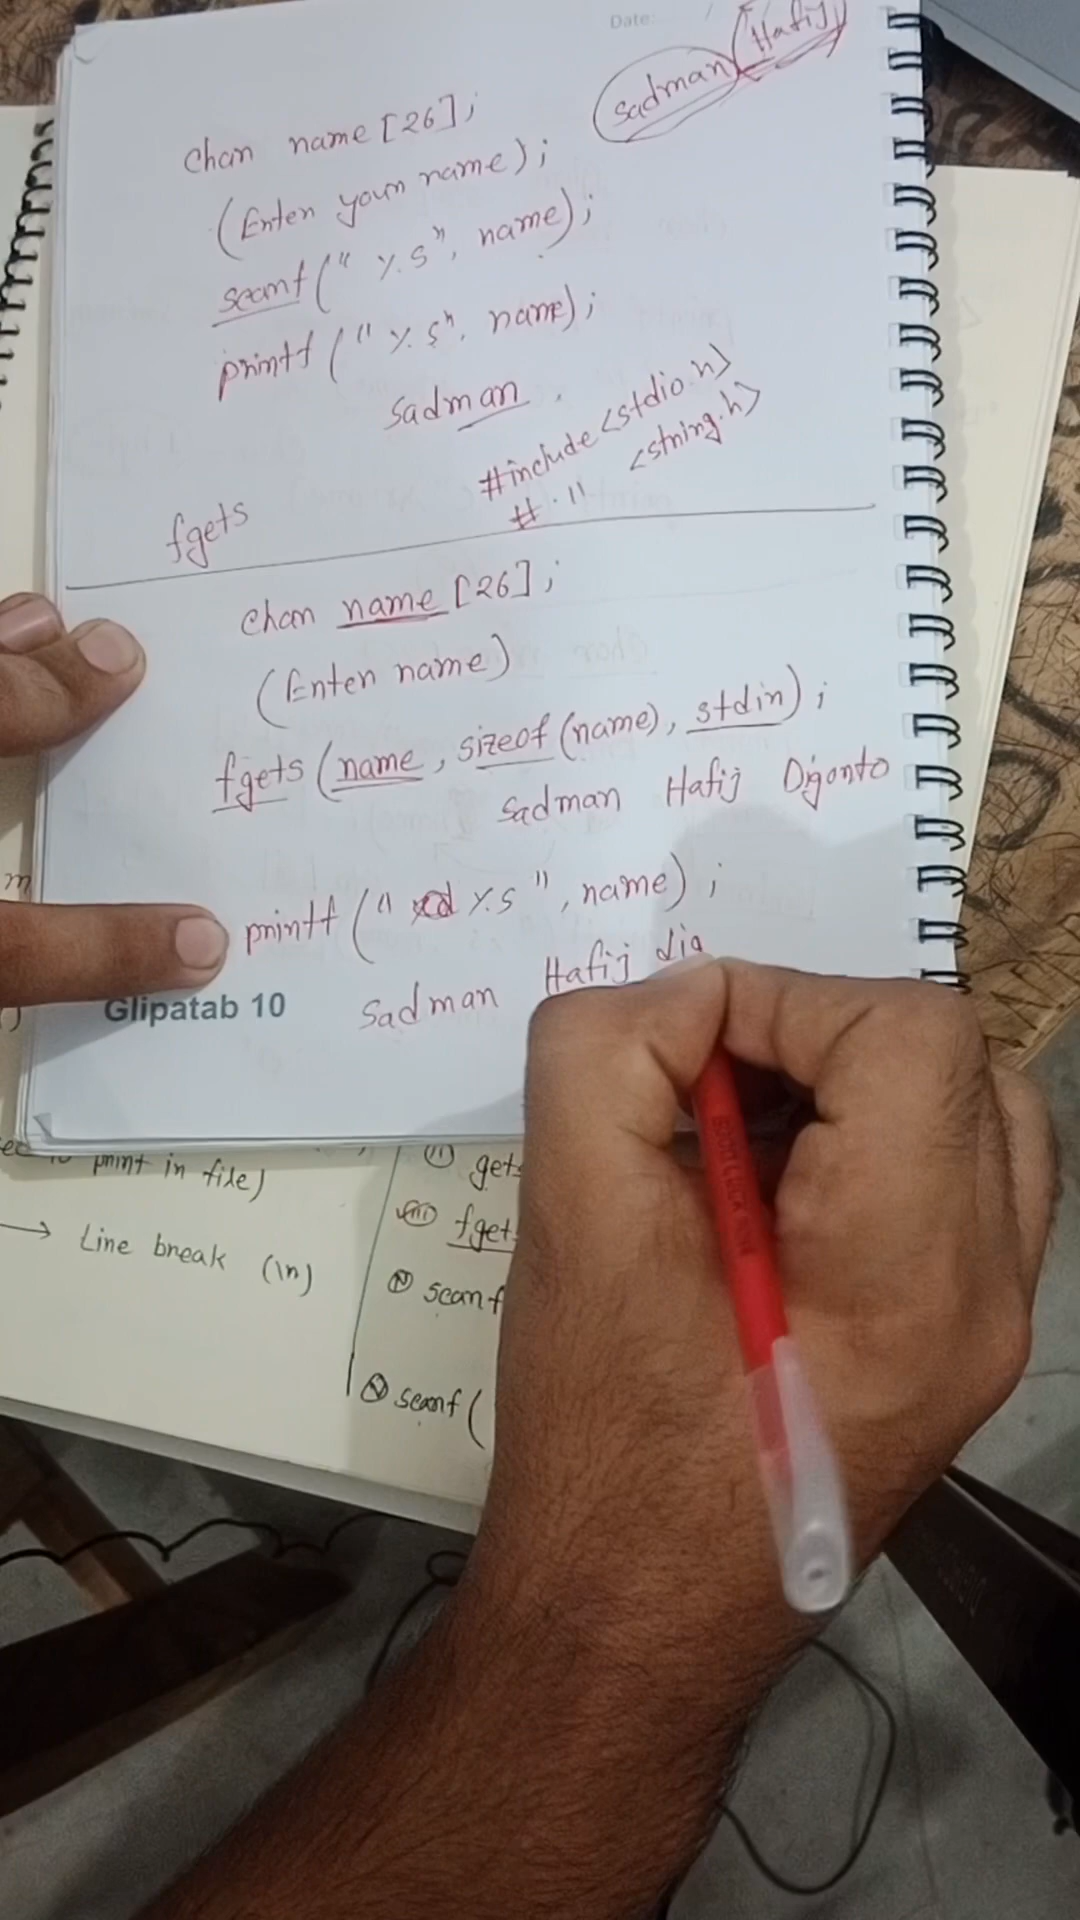 Date: /
sadman Hafij
char name [26];
(Enter your name);
scanf ("%s", name);
printf ("%s", name);
sadman.
#include <stdio.h>
# " <string.h>
fgets
char name [26];
(Enter name)
fgets (name, sizeof (name), stdin);
Sadman Hafij Digonto
printf (" %s ", name);
Sadman Hafij dig
Glipatab 10
m
print in file)
→ Line break (\n)
(ii) get
(iii) fget
(iv) scanf
(v) scanf (